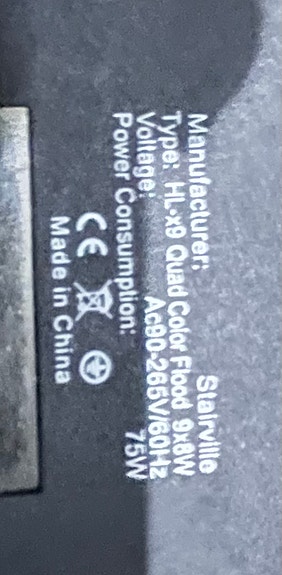 Manufacturer: Stairville
Type: HL-x9 Quad Color Flood 9x8W
Voltage: Ac90-265V/60Hz
Power Consumption: 75W
CE
Made in China